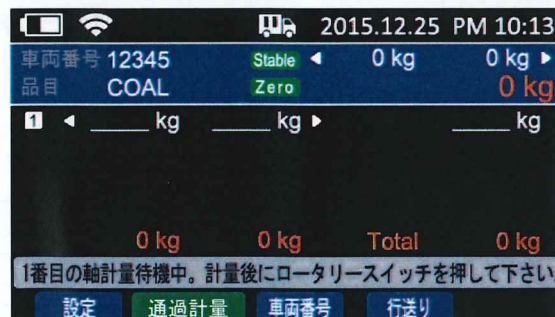 2015.12.25 PM 10:13
車両番号 12345 Stable 0 kg 0 kg
品目 COAL Zero 0 kg
1 _____ kg _____ kg _____ kg
0 kg 0 kg Total 0 kg
1番目の軸計量待機中。計量後にロータリースイッチを押して下さい
設定 通過計量 車両番号 行送り